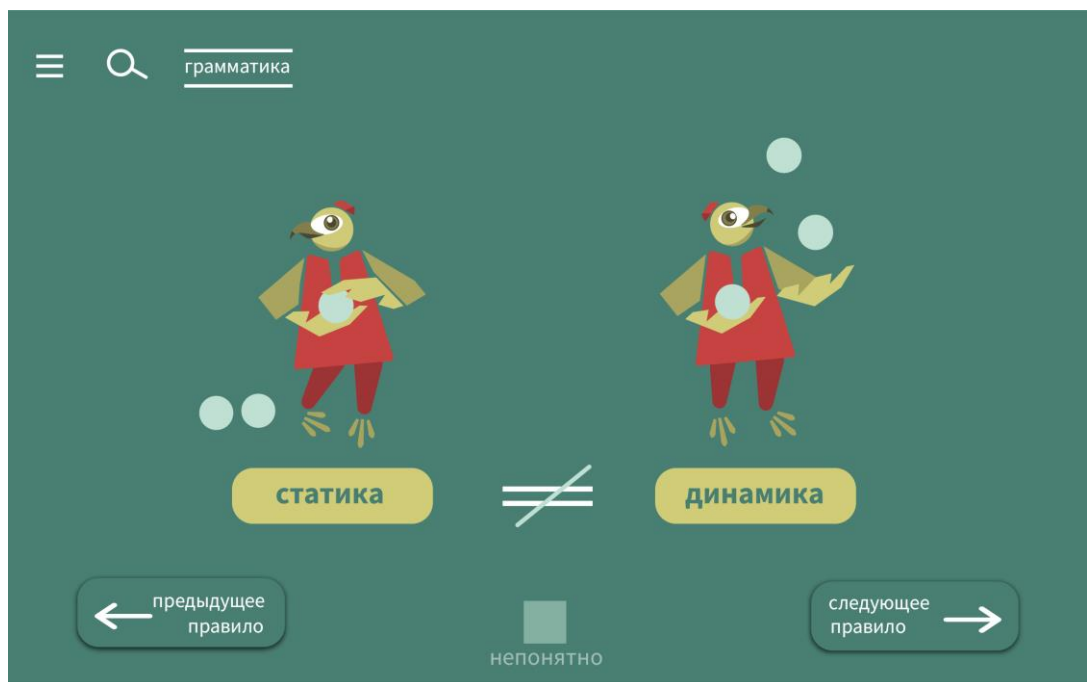 грамматика
статика
динамика
предыдущее
правило
непонятно
следующее
правило